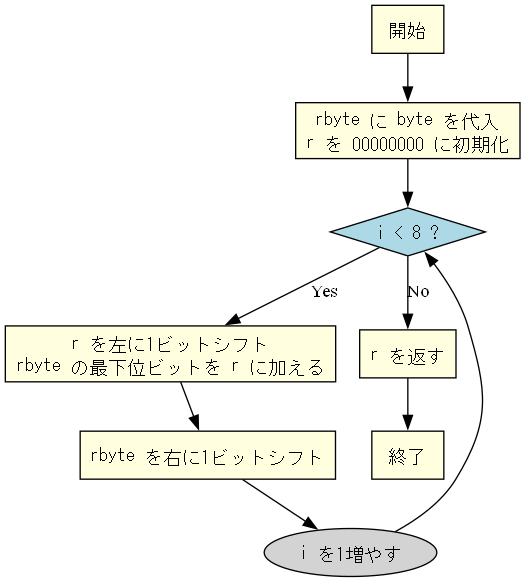 開始
rbyte に byte を代入
r を 00000000 に初期化
i < 8 ?
Yes
No
r を左に1ビットシフト
rbyte の最下位ビットを r に加える
r を返す
rbyte を右に1ビットシフト
終了
i を1増やす